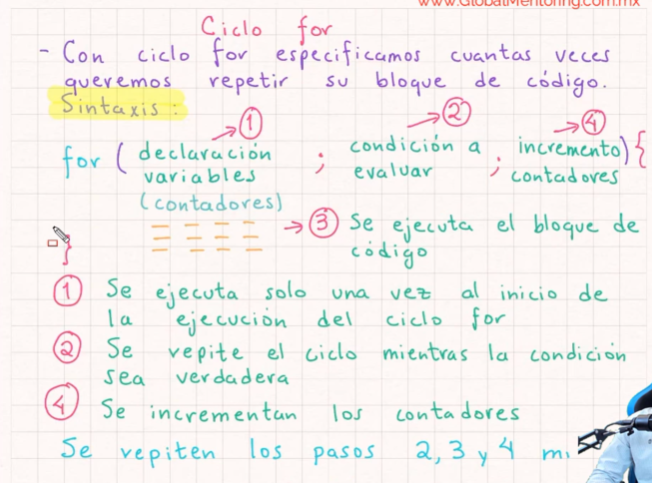 www.GlobalMentoring.com.mx
Ciclo for
- Con ciclo for especificamos cuantas veces
queremos repetir su bloque de código.
Sintaxis:
① ② ④
for ( declaración ; condición a ; incremento) {
variables evaluar contadores
(contadores)
③ Se ejecuta el bloque de
código
}
① Se ejecuta solo una vez al inicio de
la ejecución del ciclo for
② Se repite el ciclo mientras la condición
sea verdadera
④ Se incrementan los contadores
Se repiten los pasos 2, 3 y 4